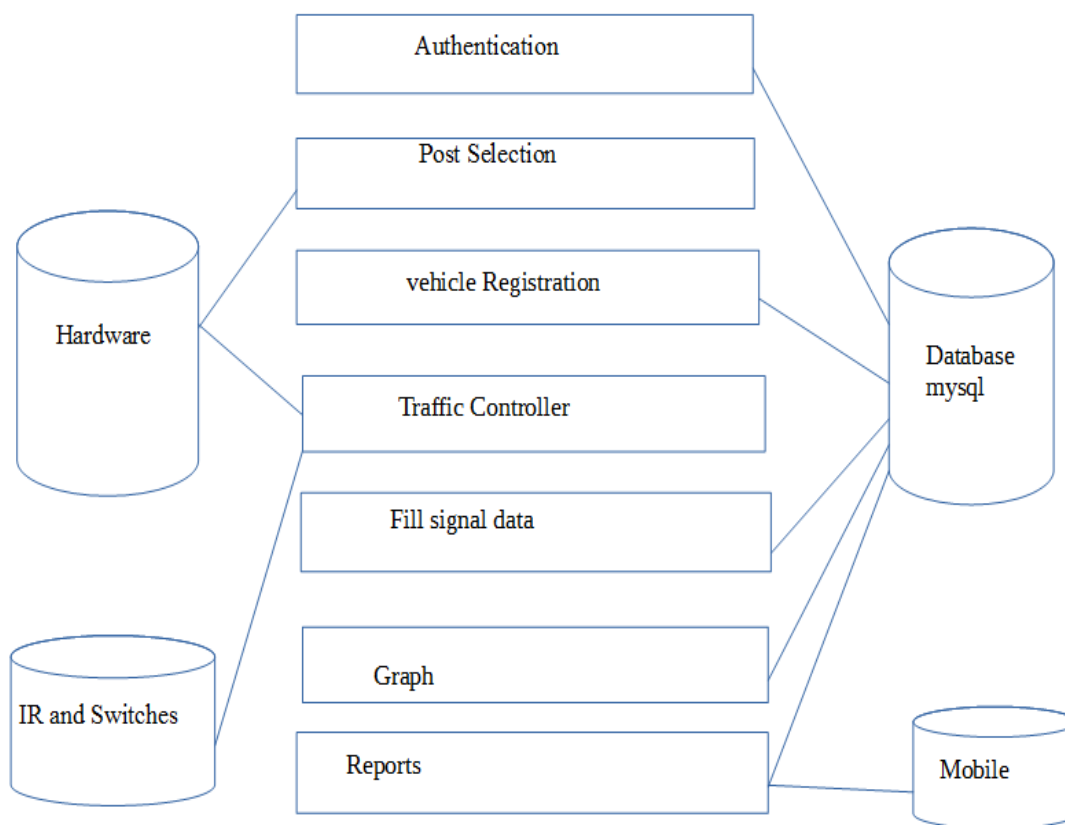 Authentication
Post Selection
vehicle Registration
Hardware
Traffic Controller
Database
mysql
Fill signal data
Graph
IR and Switches
Reports
Mobile